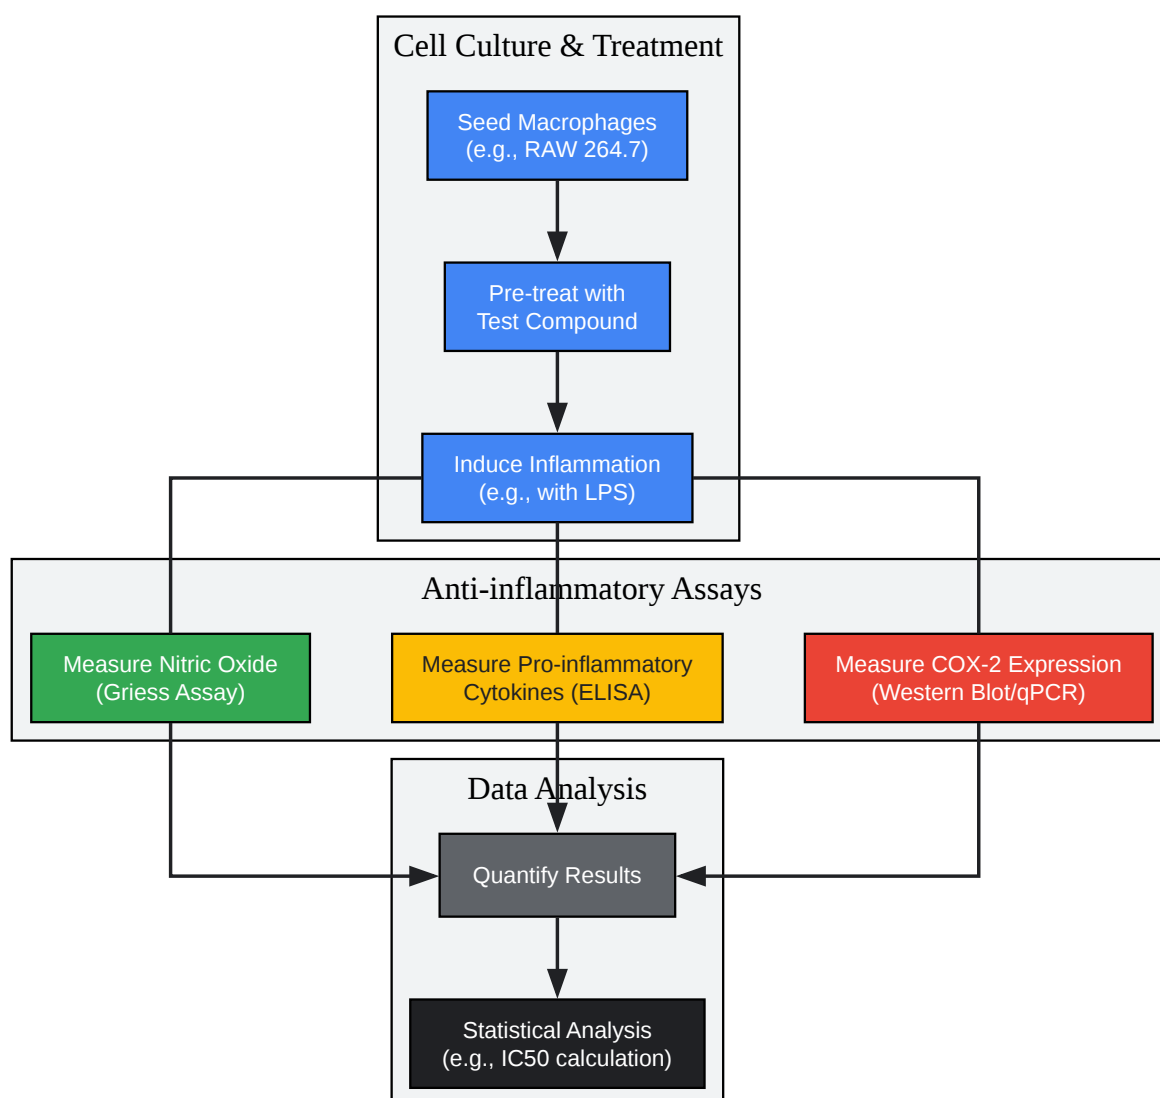 Cell Culture & Treatment
Seed Macrophages
(e.g., RAW 264.7)
Pre-treat with
Test Compound
Induce Inflammation
(e.g., with LPS)
Anti-inflammatory Assays
Measure Nitric Oxide
(Griess Assay)
Measure Pro-inflammatory
Cytokines (ELISA)
Measure COX-2 Expression
(Western Blot/qPCR)
Data Analysis
Quantify Results
Statistical Analysis
(e.g., IC50 calculation)